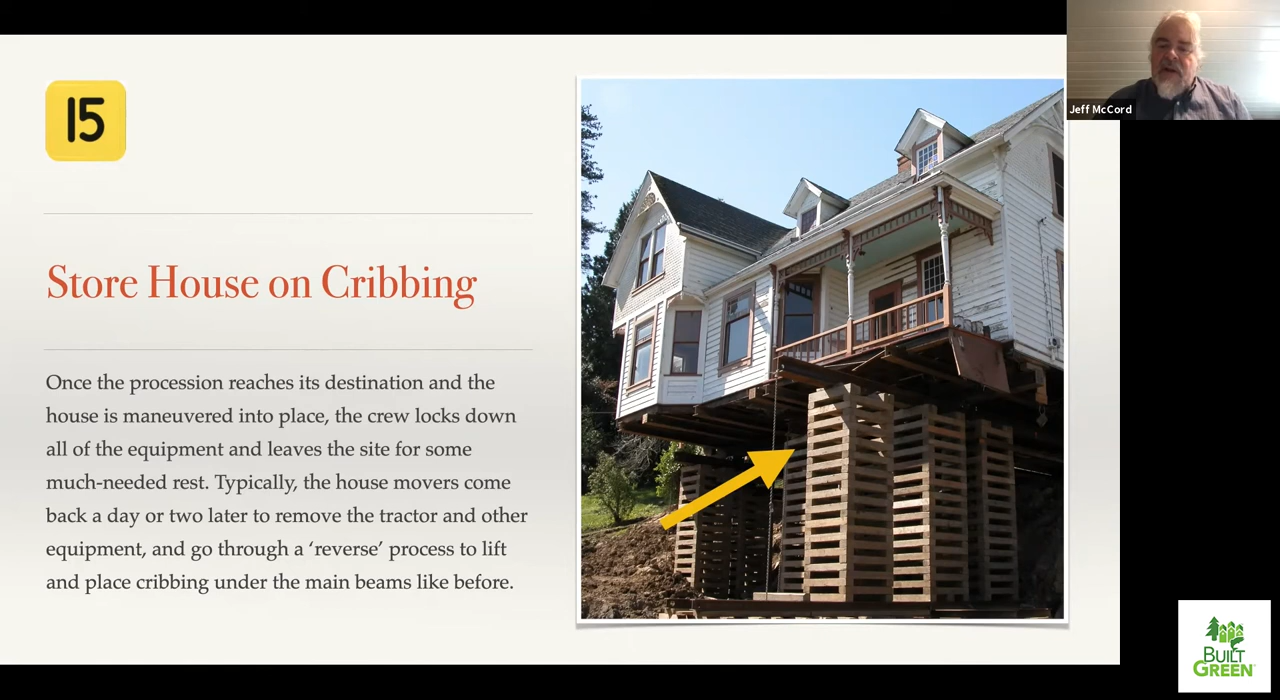 15
Jeff McCord
Store House on Cribbing
Once the procession reaches its destination and the
house is maneuvered into place, the crew locks down
all of the equipment and leaves the site for some
much-needed rest. Typically, the house movers come
back a day or two later to remove the tractor and other
equipment, and go through a ‘reverse’ process to lift
and place cribbing under the main beams like before.
BUILT
GREEN